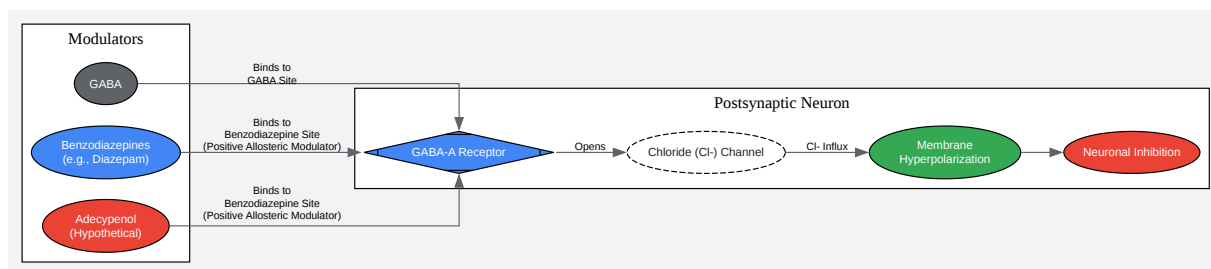 Modulators
GABA
Benzodiazepines
(e.g., Diazepam)
Adecypenol
(Hypothetical)
Binds to
GABA Site
Binds to
Benzodiazepine Site
(Positive Allosteric Modulator)
Binds to
Benzodiazepine Site
(Positive Allosteric Modulator)
Postsynaptic Neuron
GABA-A Receptor
Opens
Chloride (Cl-) Channel
Cl- Influx
Membrane
Hyperpolarization
Neuronal Inhibition